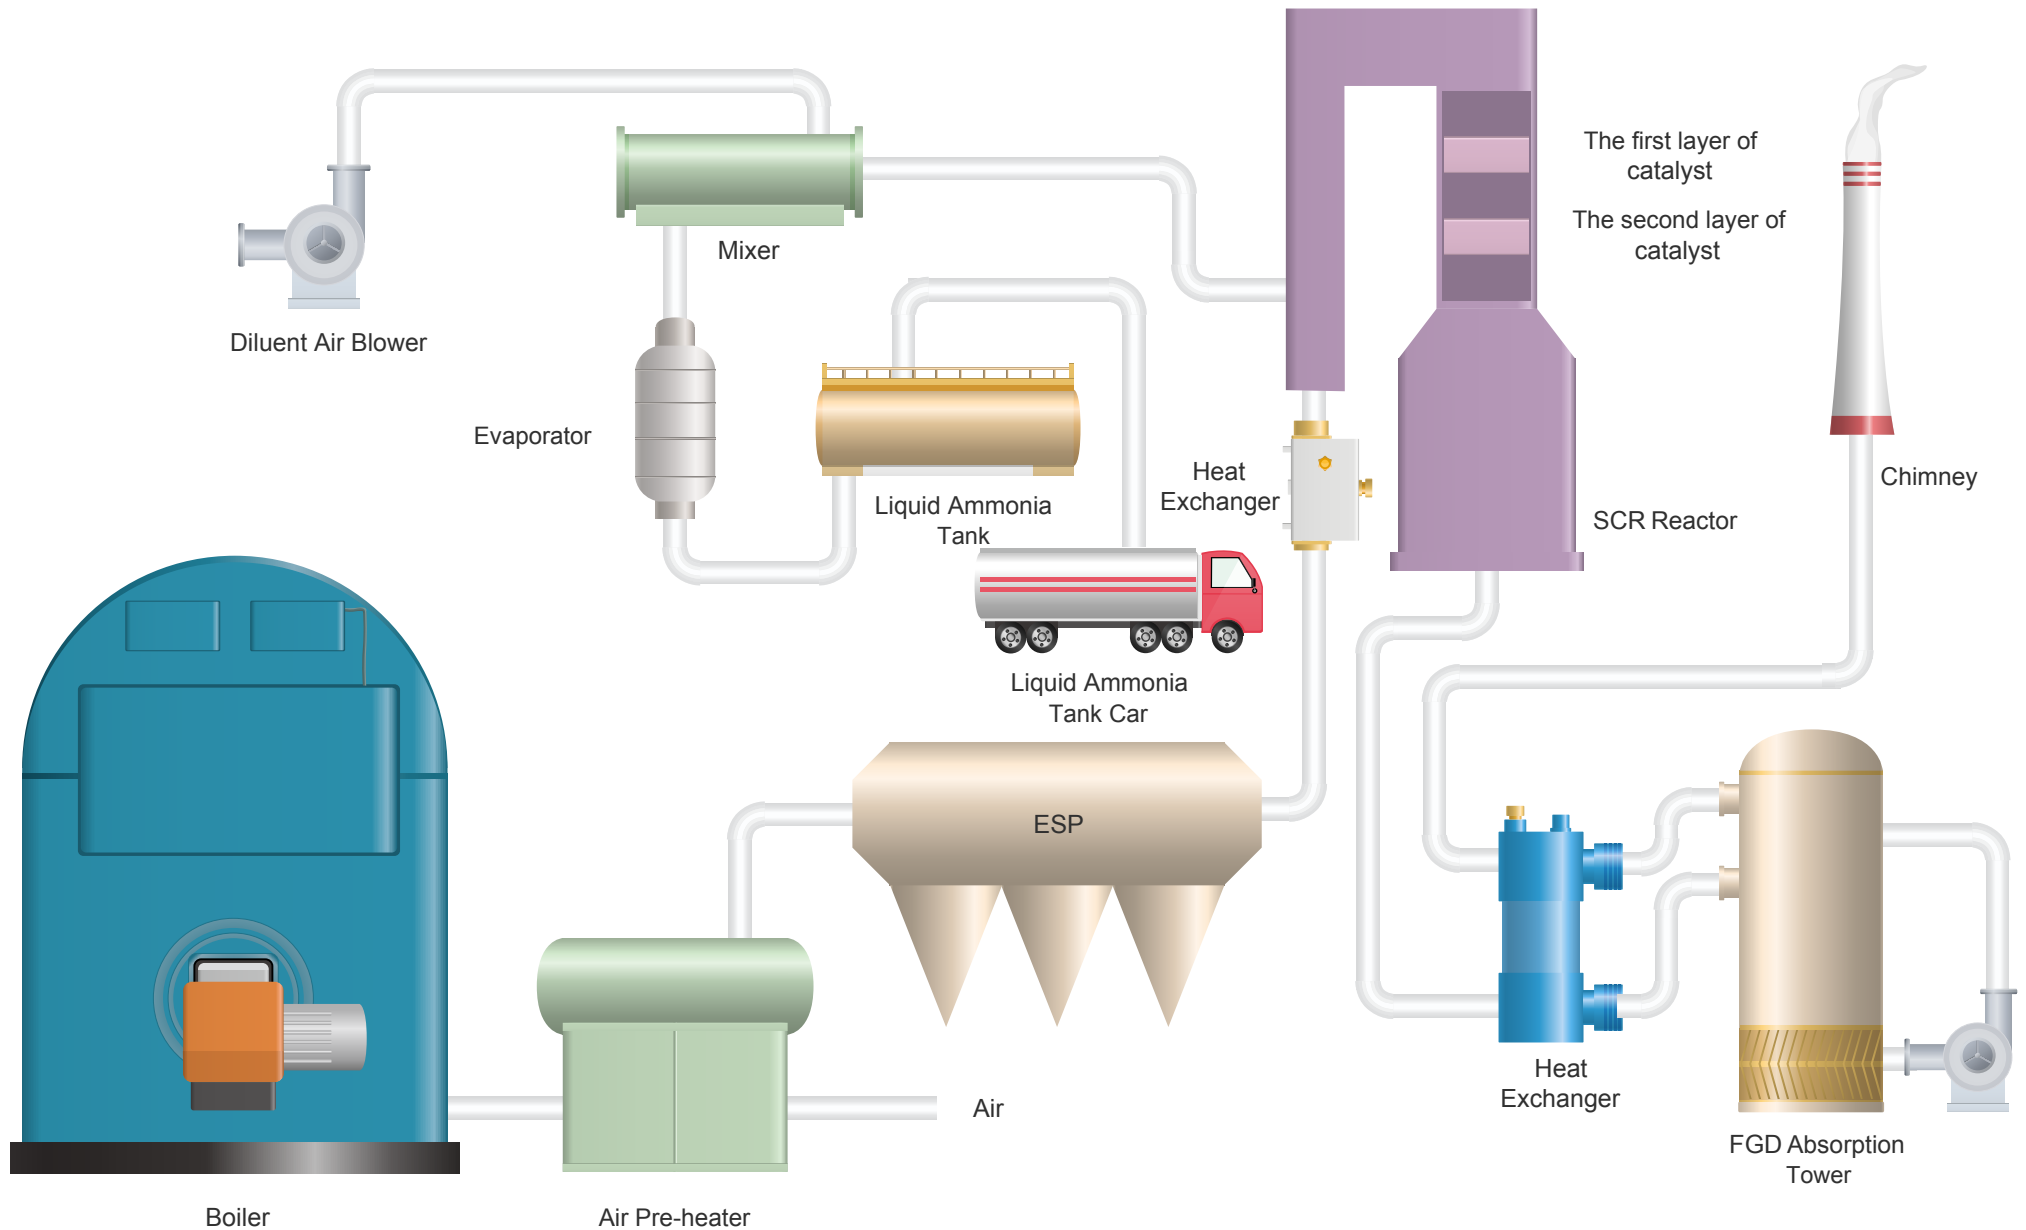 The first layer of
catalyst
The second layer of
catalyst
Mixer
Diluent Air Blower
Evaporator
Liquid Ammonia
Tank
Heat
Exchanger
SCR Reactor
Chimney
Liquid Ammonia
Tank Car
ESP
Air
Heat
Exchanger
FGD Absorption
Tower
Boiler
Air Pre-heater